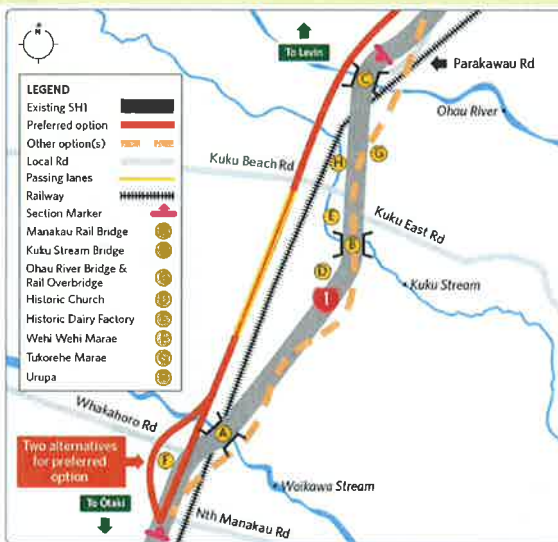 N
To Levin
Parakawau Rd
LEGEND
Existing SH1
Preferred option
Other option(s)
Local Rd
Passing lanes
Railway
Section Marker
Manakau Rail Bridge
Kuku Stream Bridge
Ohau River Bridge &
Rail Overbridge
Historic Church
Historic Dairy Factory
Wehi Wehi Marae
Tukorehe Marae
Urupa
C
Ohau River
G
H
Kuku Beach Rd
E
Kuku East Rd
B
D
Kuku Stream
1
Whakahoro Rd
A
Two alternatives
for preferred
option
F
To Ōtaki
Waikawa Stream
Nth Manakau Rd